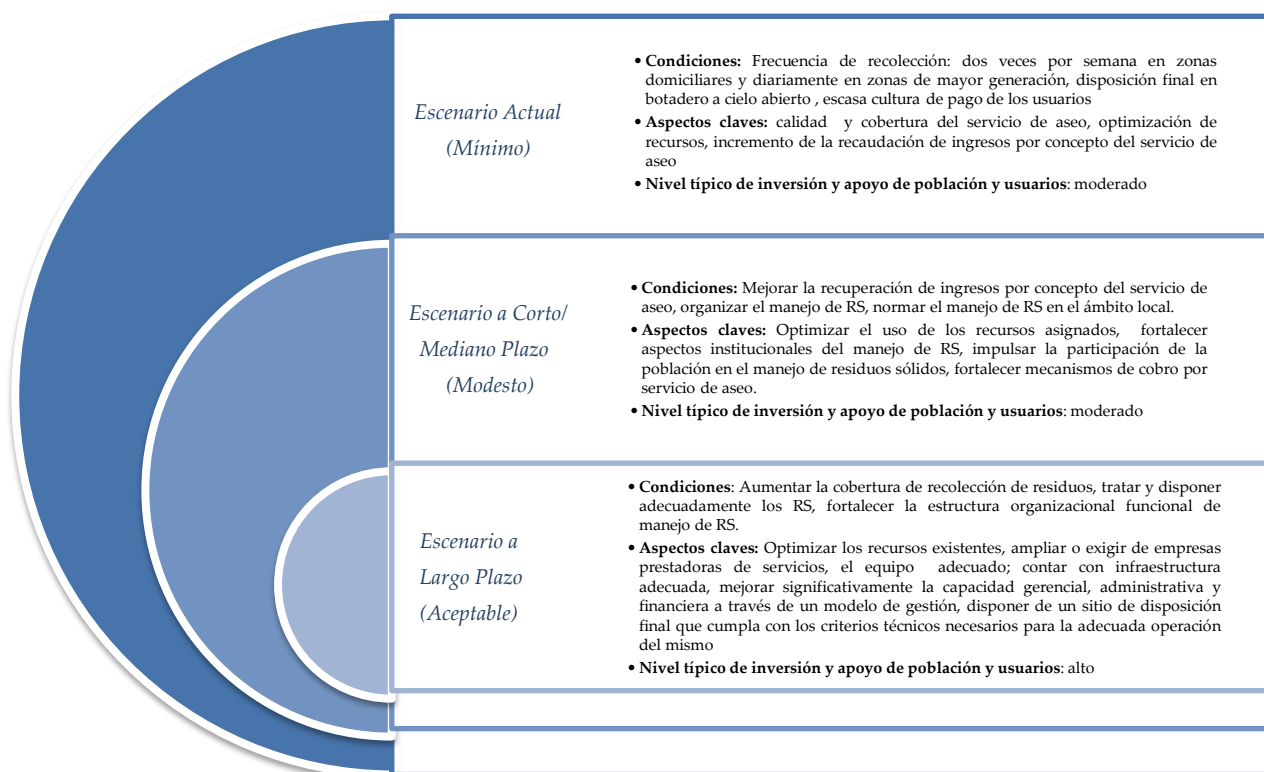 Escenario Actual
(Mínimo)
• Condiciones: Frecuencia de recolección: dos veces por semana en zonas
domiciliares y diariamente en zonas de mayor generación, disposición final en
botadero a cielo abierto , escasa cultura de pago de los usuarios
• Aspectos claves: calidad y cobertura del servicio de aseo, optimización de
recursos, incremento de la recaudación de ingresos por concepto del servicio de
aseo
• Nivel típico de inversión y apoyo de población y usuarios: moderado
Escenario a Corto/
Mediano Plazo
(Modesto)
• Condiciones: Mejorar la recuperación de ingresos por concepto del servicio de
aseo, organizar el manejo de RS, normar el manejo de RS en el ámbito local.
• Aspectos claves: Optimizar el uso de los recursos asignados, fortalecer
aspectos institucionales del manejo de RS, impulsar la participación de la
población en el manejo de residuos sólidos, fortalecer mecanismos de cobro por
servicio de aseo.
• Nivel típico de inversión y apoyo de población y usuarios: moderado
Escenario a
Largo Plazo
(Aceptable)
• Condiciones: Aumentar la cobertura de recolección de residuos, tratar y disponer
adecuadamente los RS, fortalecer la estructura organizacional funcional de
manejo de RS.
• Aspectos claves: Optimizar los recursos existentes, ampliar o exigir de empresas
prestadoras de servicios, el equipo adecuado; contar con infraestructura
adecuada, mejorar significativamente la capacidad gerencial, administrativa y
financiera a través de un modelo de gestión, disponer de un sitio de disposición
final que cumpla con los criterios técnicos necesarios para la adecuada operación
del mismo
• Nivel típico de inversión y apoyo de población y usuarios: alto